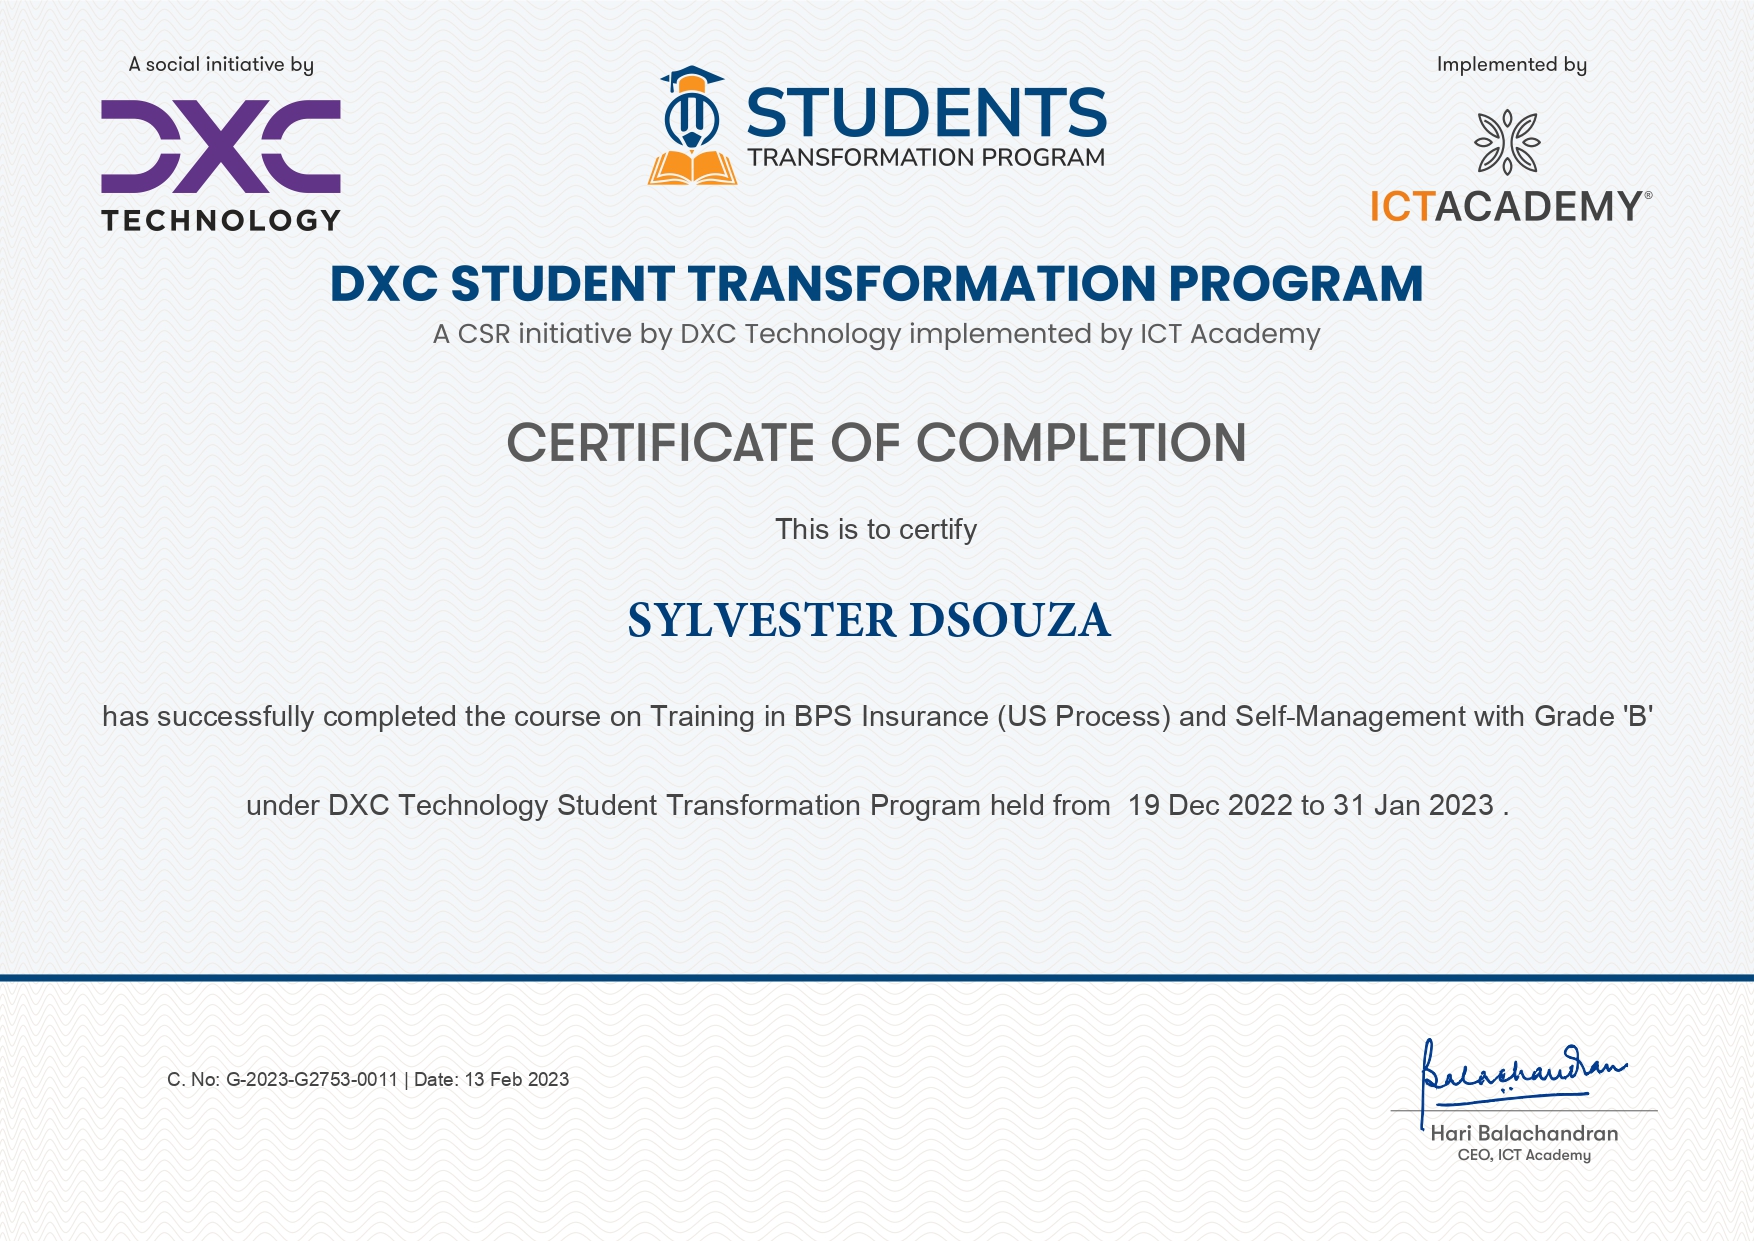 A social initiative by
DXC
TECHNOLOGY
STUDENTS
TRANSFORMATION PROGRAM
Implemented by
ICTACADEMY®
DXC STUDENT TRANSFORMATION PROGRAM
A CSR initiative by DXC Technology implemented by ICT Academy
CERTIFICATE OF COMPLETION
This is to certify
SYLVESTER DSOUZA
has successfully completed the course on Training in BPS Insurance (US Process) and Self-Management with Grade 'B'
under DXC Technology Student Transformation Program held from 19 Dec 2022 to 31 Jan 2023 .
C. No: G-2023-G2753-0011 | Date: 13 Feb 2023
Balachandran
Hari Balachandran
CEO, ICT Academy